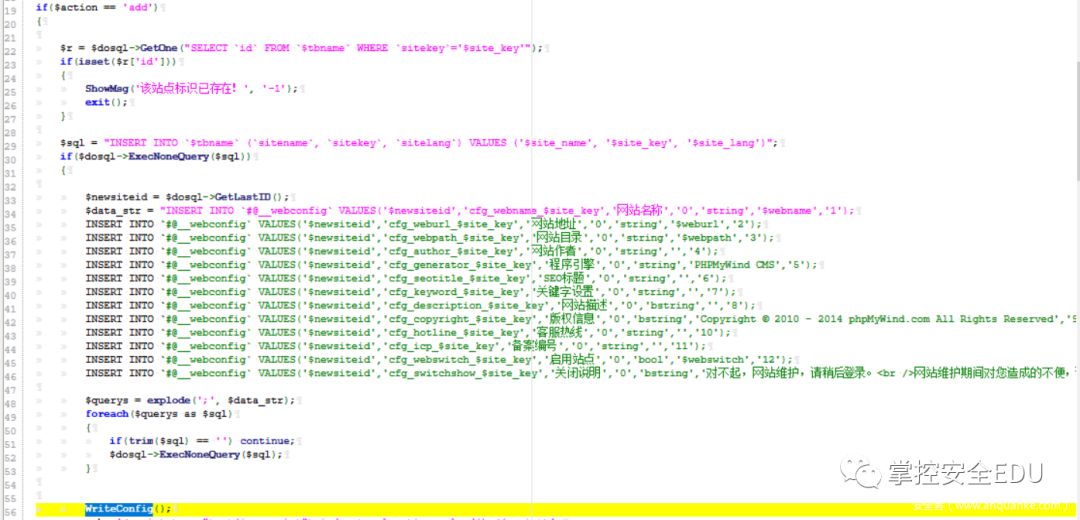 19 if($action == 'add')
20 {
21
22 $r = $dosql->GetOne("SELECT `id` FROM `$tbname` WHERE `sitekey`='$site_key'");
23 if(isset($r['id']))
24 {
25 ShowMsg('该站点标识已存在！', '-1');
26 exit();
27 }
28
29 $sql = "INSERT INTO `$tbname` (`sitename`, `sitekey`, `sitelang`) VALUES ('$site_name', '$site_key', '$site_lang')";
30 if($dosql->ExecNoneQuery($sql))
31 {
32
33 $newsiteid = $dosql->GetLastID();
34 $data_str = "INSERT INTO `#@__webconfig` VALUES('$newsiteid','cfg_webname_$site_key','网站名称','0','string','$webname','1');
35 INSERT INTO `#@__webconfig` VALUES('$newsiteid','cfg_weburl_$site_key','网站地址','0','string','$weburl','2');
36 INSERT INTO `#@__webconfig` VALUES('$newsiteid','cfg_webpath_$site_key','网站目录','0','string','$webpath','3');
39 INSERT INTO `#@__webconfig` VALUES('$newsiteid','cfg_author_$site_key','网站作者','0','string','','4');
38 INSERT INTO `#@__webconfig` VALUES('$newsiteid','cfg_generator_$site_key','程序引擎','0','string','PHPMyWind CMS','5');
39 INSERT INTO `#@__webconfig` VALUES('$newsiteid','cfg_seotitle_$site_key','SEO标题','0','string','','6');
40 INSERT INTO `#@__webconfig` VALUES('$newsiteid','cfg_keyword_$site_key','关键字设置','0','string','','7');
41 INSERT INTO `#@__webconfig` VALUES('$newsiteid','cfg_description_$site_key','网站描述','0','bstring','','8');
42 INSERT INTO `#@__webconfig` VALUES('$newsiteid','cfg_copyright_$site_key','版权信息','0','bstring','Copyright © 2010 - 2014 phpMyWind.com All Rights Reserved','9
43 INSERT INTO `#@__webconfig` VALUES('$newsiteid','cfg_hotline_$site_key','客服热线','0','string','','10');
44 INSERT INTO `#@__webconfig` VALUES('$newsiteid','cfg_icp_$site_key','备案编号','0','string','','11');
45 INSERT INTO `#@__webconfig` VALUES('$newsiteid','cfg_webswitch_$site_key','启用站点','0','bool','$webswitch','12');
46 INSERT INTO `#@__webconfig` VALUES('$newsiteid','cfg_switchshow_$site_key','关闭说明','0','bstring','对不起，网站维护，请稍后登录。<br />网站维护期间对您造成的不便，
47
48 $querys = explode(';', $data_str);
49 foreach($querys as $sql)
50 {
51 if(trim($sql) == '') continue;
52 $dosql->ExecNoneQuery($sql);
53 }
54
55
56 WriteConfig();
掌控安全EDU
安全客（www.anquanke.com）